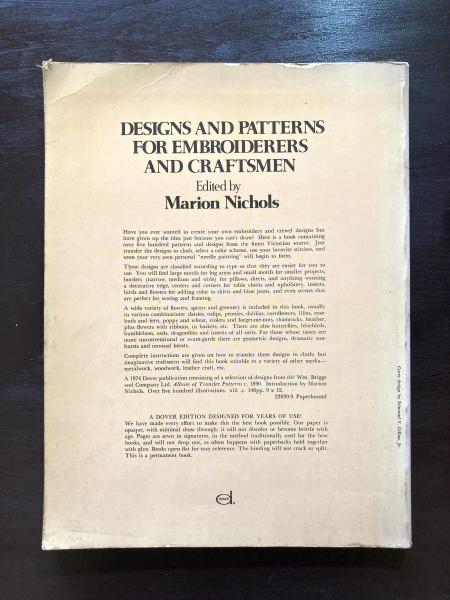 DESIGNS AND PATTERNS
FOR EMBROIDERERS
AND CRAFTSMEN
Edited by
Marion Nichols
Have you ever wanted to create your own embroidery and crewel designs but
have given up the idea just because you can't draw? Here is a book containing
over five hundred patterns and designs from the finest Victorian source. Just
transfer the designs to cloth, select a color scheme, use your favorite stitches, and
soon your very own personal "needle painting" will begin to form.
These designs are classified according to type so that they are easier for you to
use. You will find large motifs for big areas and small motifs for smaller projects,
borders (narrow, medium and wide) for pillows, sheets, and anything wanting
a decorative edge, centers and corners for table cloths and upholstery, insects,
birds and flowers for adding color to shirts and blue jeans, and even scenes that
are perfect for sewing and framing.
A wide variety of flowers, sprays and greenery is included in this book, usually
in various combinations: daisies, tulips, peonies, dahlias, cornflowers, lilies, rose-
buds and fern, poppy and wheat, violets and forget-me-nots, shamrocks, heather,
plus flowers with ribbons, in baskets, etc. There are also butterflies, bluebirds,
bumblebees, owls, dragonflies and insects of all sorts. For those whose tastes are
more unconventional or avant-garde there are geometric designs, dramatic sun-
bursts and unusual beasts.
Complete instructions are given on how to transfer these designs to cloth; but
imaginative craftsmen will find this book suitable to a variety of other media—
metalwork, woodwork, leather craft, etc.
A 1974 Dover publication consisting of a selection of designs from the Wm. Briggs
and Company Ltd. Album of Transfer Patterns c. 1890. Introduction by Marion
Nichols. Over five hundred illustrations. viii + 146pp. 9 x 12.
23030-9 Paperbound
A DOVER EDITION DESIGNED FOR YEARS OF USE!
We have made every effort to make this the best book possible. Our paper is
opaque, with minimal show-through; it will not discolor or become brittle with
age. Pages are sewn in signatures, in the method traditionally used for the best
books, and will not drop out, as often happens with paperbacks held together
with glue. Books open flat for easy reference. The binding will not crack or split.
This is a permanent book.
DOVER
Cover design by Edmund V. Gillon, Jr.